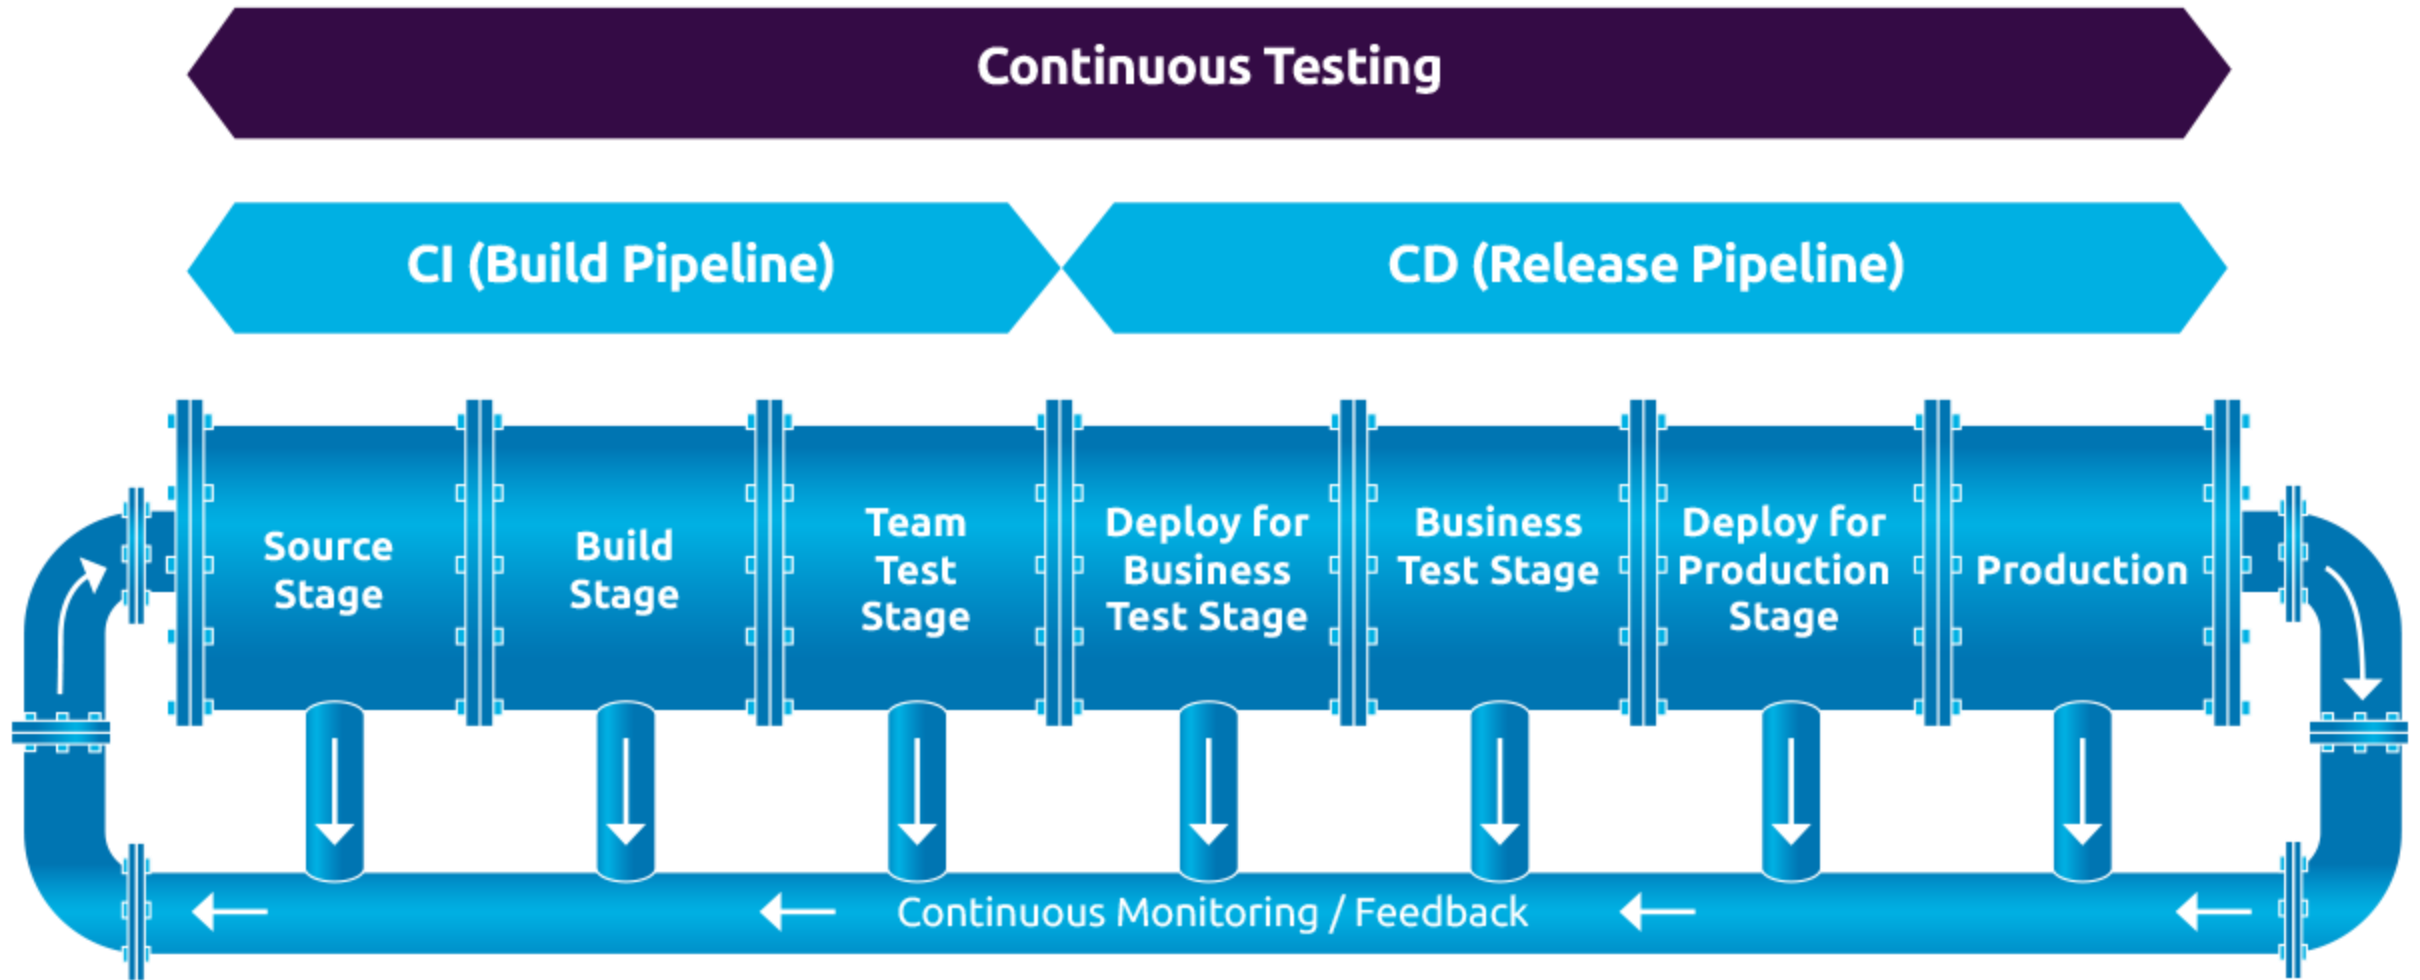 Continuous Testing
CI (Build Pipeline)
CD (Release Pipeline)
Source
Stage
Build
Stage
Team
Test
Stage
Deploy for
Business
Test Stage
Business
Test Stage
Deploy for
Production
Stage
Production
Continuous Monitoring / Feedback